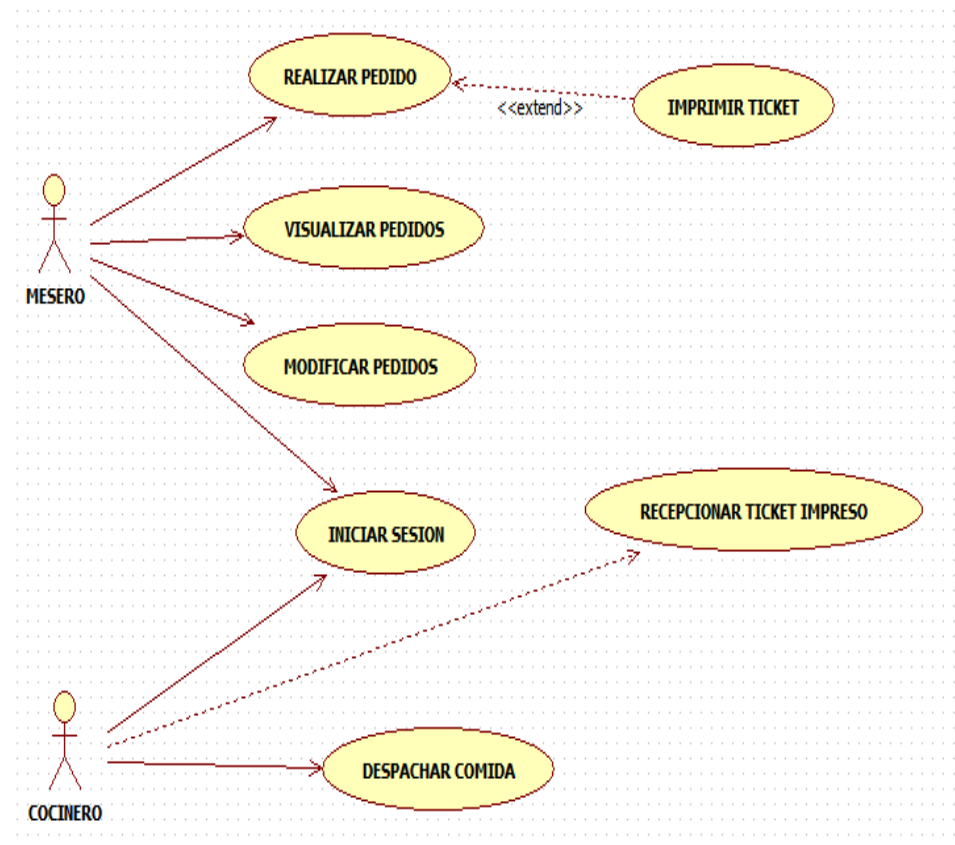 REALIZAR PEDIDO
<<extend>>
IMPRIMIR TICKET
VISUALIZAR PEDIDOS
MESERO
MODIFICAR PEDIDOS
RECEPCIONAR TICKET IMPRESO
INICIAR SESION
DESPACHAR COMIDA
COCINERO